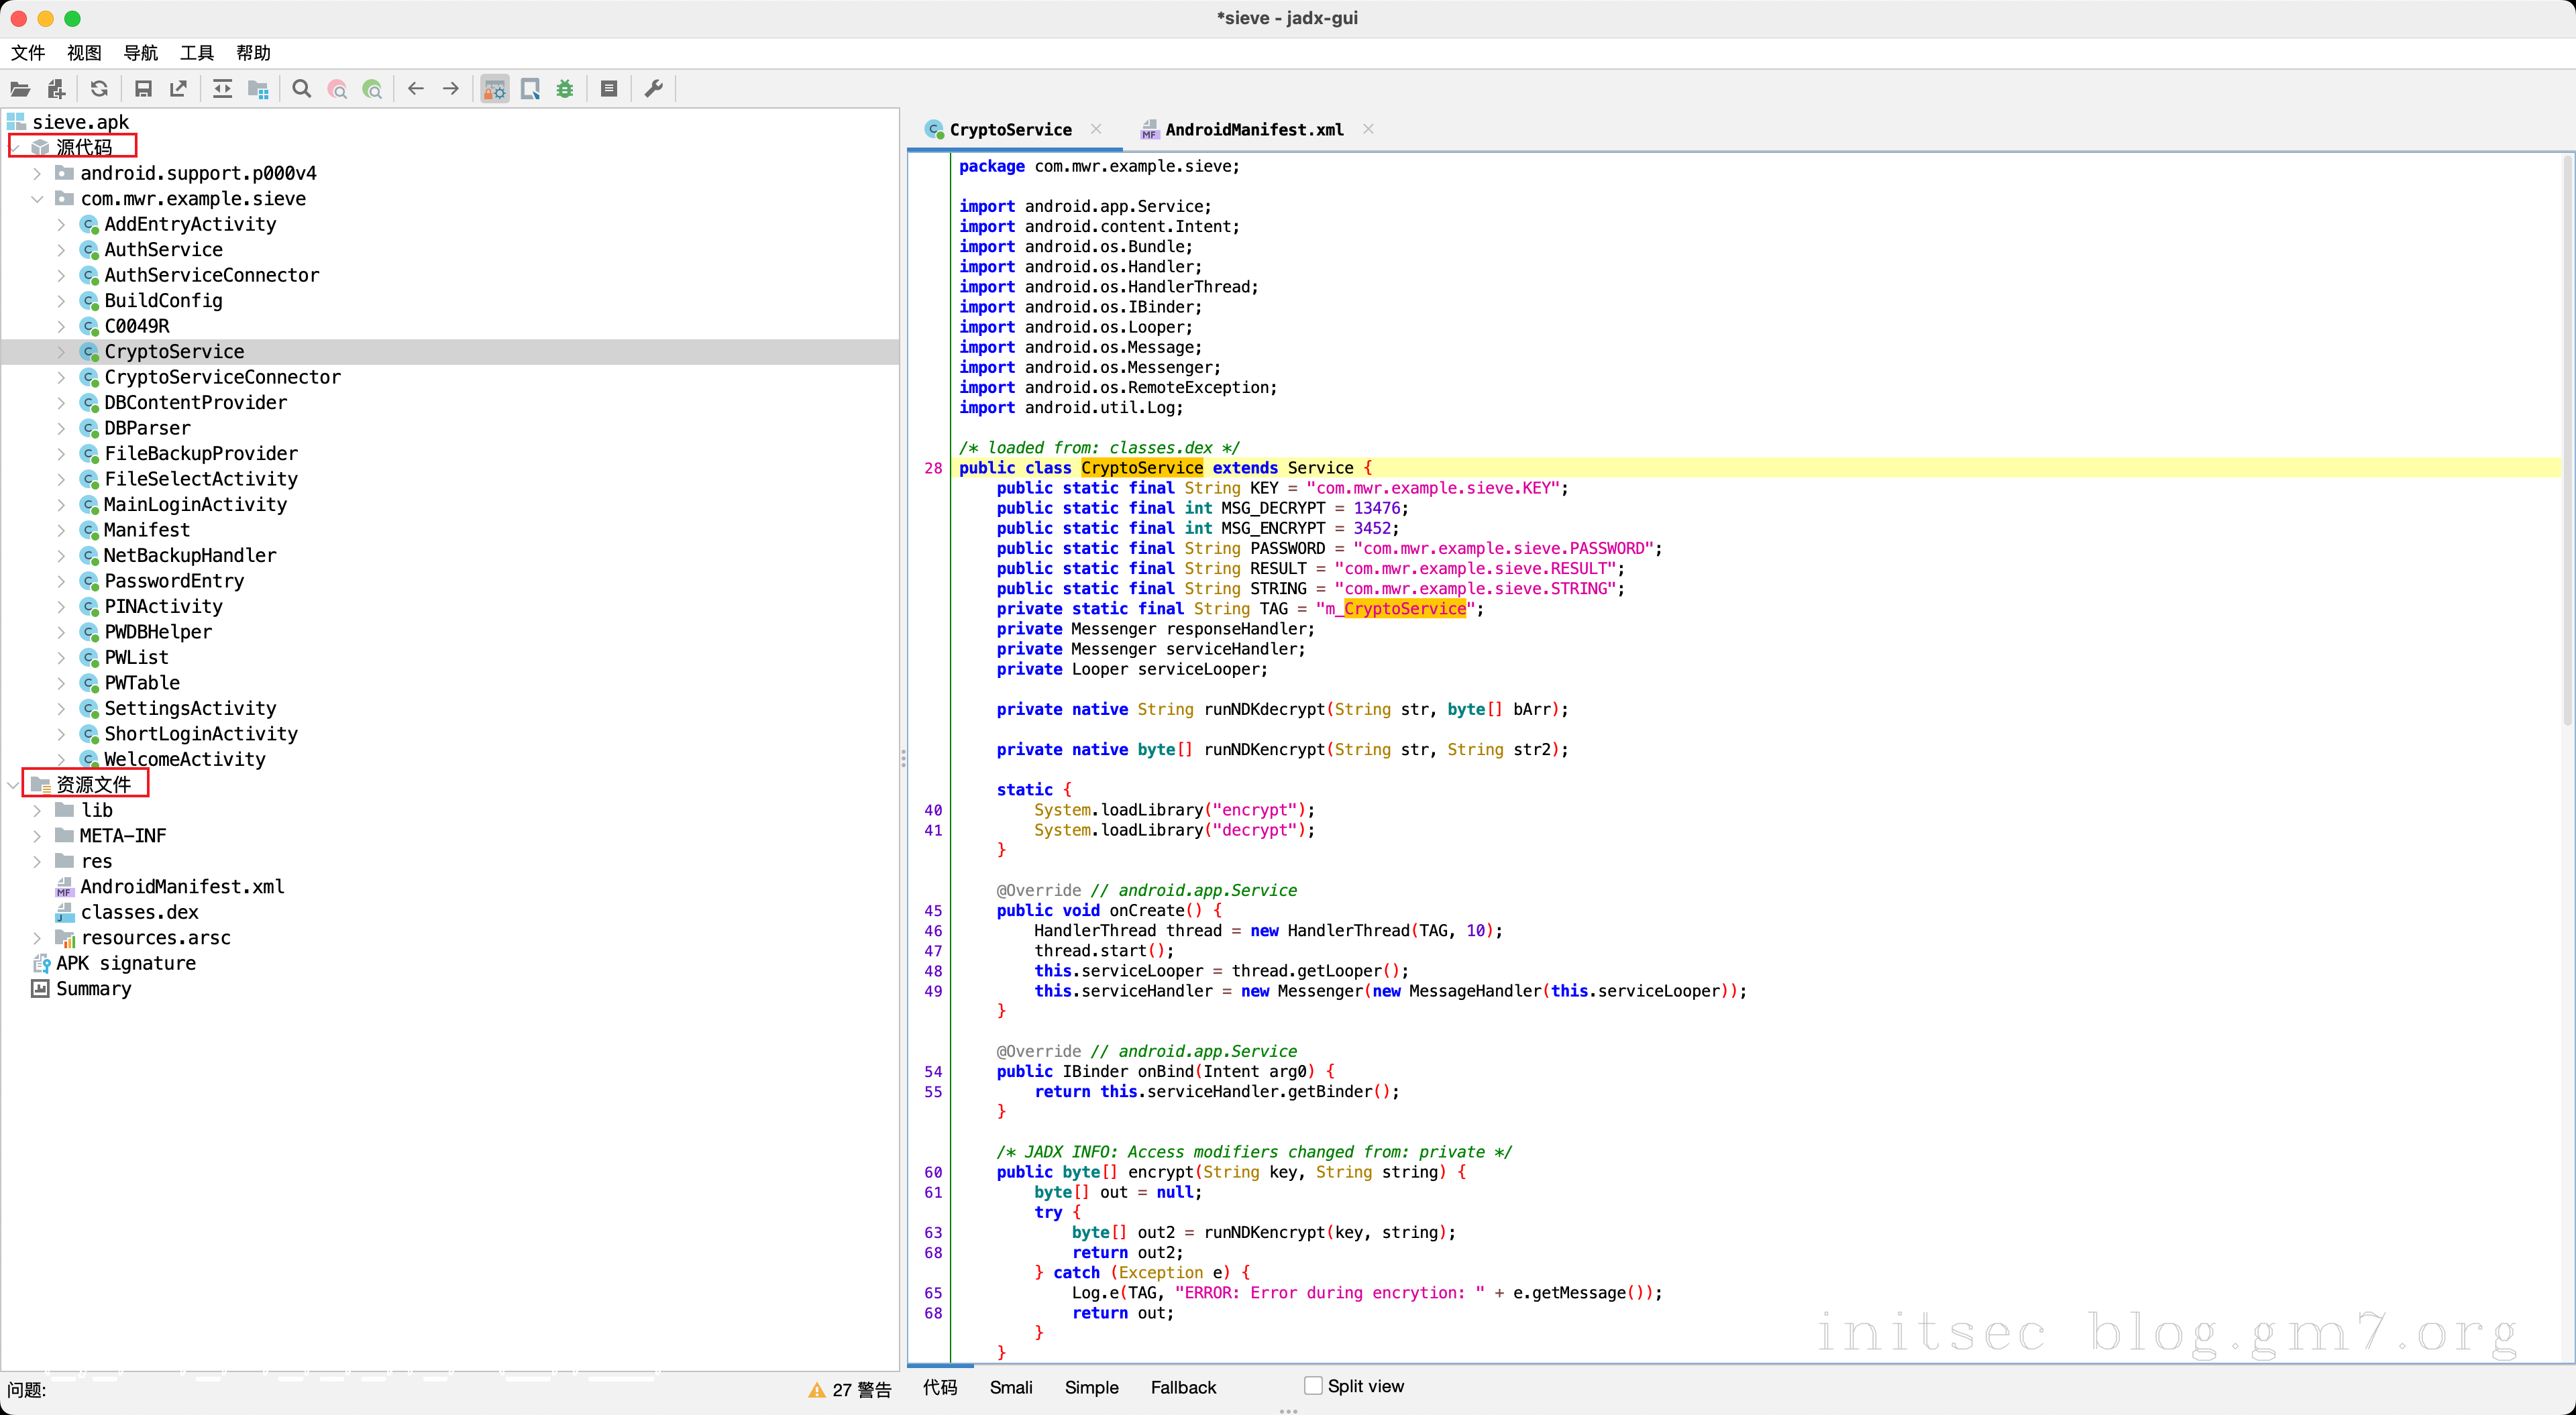 *sieve - jadx-gui
文件 视图 导航 工具 帮助
sieve.apk
源代码
android.support.p000v4
com.mwr.example.sieve
AddEntryActivity
AuthService
AuthServiceConnector
BuildConfig
C0049R
CryptoService
CryptoServiceConnector
DBContentProvider
DBParser
FileBackupProvider
FileSelectActivity
MainLoginActivity
Manifest
NetBackupHandler
PasswordEntry
PINActivity
PWDBHelper
PWList
PWTable
SettingsActivity
ShortLoginActivity
WelcomeActivity
资源文件
lib
META-INF
res
AndroidManifest.xml
classes.dex
resources.arsc
APK signature
Summary
问题:
27 警告
CryptoService AndroidManifest.xml
package com.mwr.example.sieve;
import android.app.Service;
import android.content.Intent;
import android.os.Bundle;
import android.os.Handler;
import android.os.HandlerThread;
import android.os.IBinder;
import android.os.Looper;
import android.os.Message;
import android.os.Messenger;
import android.os.RemoteException;
import android.util.Log;
/* loaded from: classes.dex */
28 public class CryptoService extends Service {
public static final String KEY = "com.mwr.example.sieve.KEY";
public static final int MSG_DECRYPT = 13476;
public static final int MSG_ENCRYPT = 3452;
public static final String PASSWORD = "com.mwr.example.sieve.PASSWORD";
public static final String RESULT = "com.mwr.example.sieve.RESULT";
public static final String STRING = "com.mwr.example.sieve.STRING";
private static final String TAG = "m_CryptoService";
private Messenger responseHandler;
private Messenger serviceHandler;
private Looper serviceLooper;
private native String runNDKdecrypt(String str, byte[] bArr);
private native byte[] runNDKencrypt(String str, String str2);
static {
40 System.loadLibrary("encrypt");
41 System.loadLibrary("decrypt");
}
@Override // android.app.Service
45 public void onCreate() {
46 HandlerThread thread = new HandlerThread(TAG, 10);
47 thread.start();
48 this.serviceLooper = thread.getLooper();
49 this.serviceHandler = new Messenger(new MessageHandler(this.serviceLooper));
}
@Override // android.app.Service
54 public IBinder onBind(Intent arg0) {
55 return this.serviceHandler.getBinder();
}
/* JADX INFO: Access modifiers changed from: private */
60 public byte[] encrypt(String key, String string) {
61 byte[] out = null;
try {
63 byte[] out2 = runNDKencrypt(key, string);
68 return out2;
} catch (Exception e) {
65 Log.e(TAG, "ERROR: Error during encrytion: " + e.getMessage());
68 return out;
}
}
initsec blog.gm7.org
代码 Smali Simple Fallback Split view